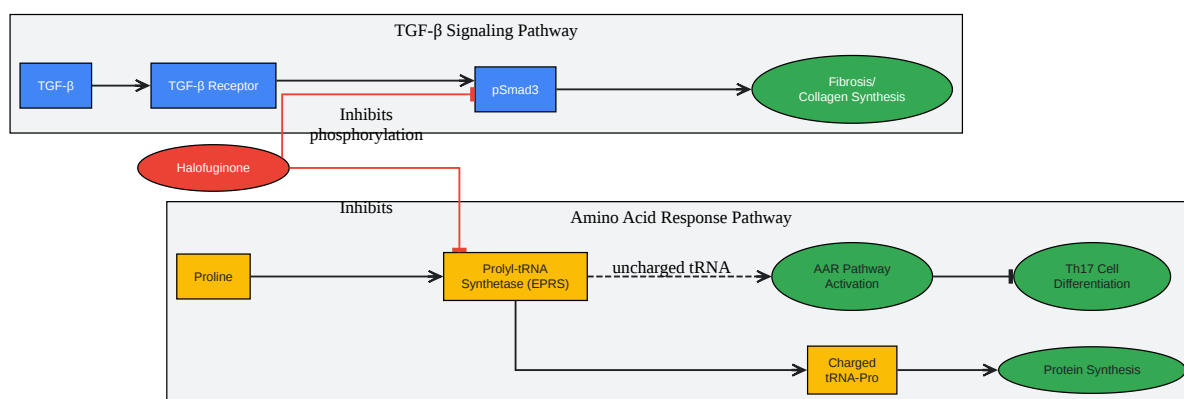 TGF-β Signaling Pathway
TGF-β
TGF-β Receptor
pSmad3
Fibrosis/
Collagen Synthesis
Inhibits
phosphorylation
Halofuginone
Inhibits
Amino Acid Response Pathway
Proline
Prolyl-tRNA
Synthetase (EPRS)
uncharged tRNA
AAR Pathway
Activation
Th17 Cell
Differentiation
Charged
tRNA-Pro
Protein Synthesis